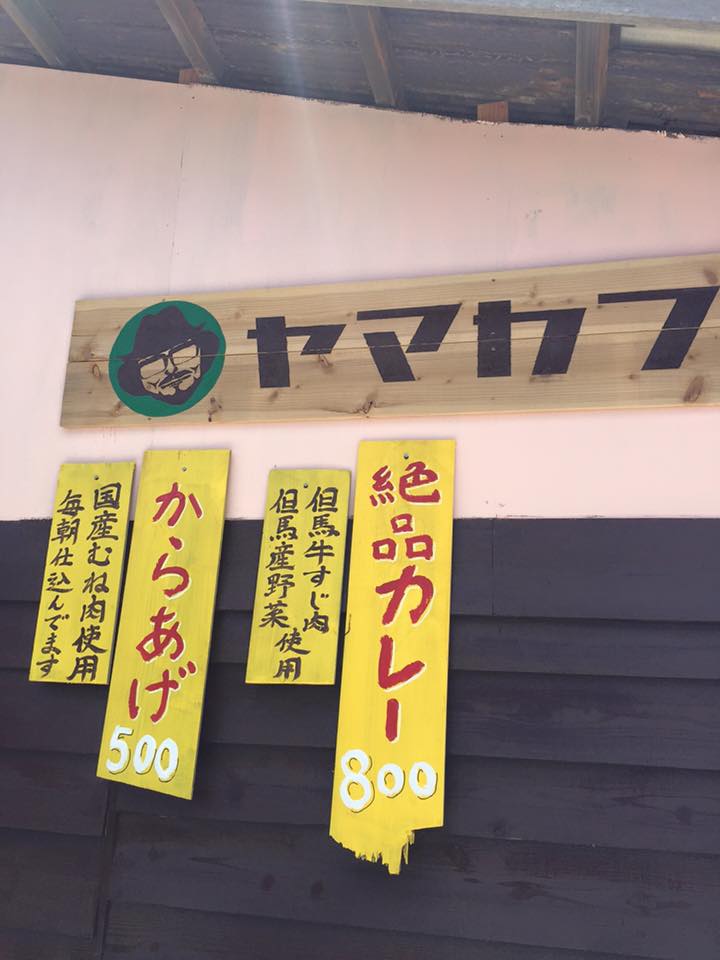 ヤマカフ
絶品カレー
800
但馬牛すじ肉
但馬産野菜 使用
からあげ
500
国産むね肉使用
毎朝仕込んでます